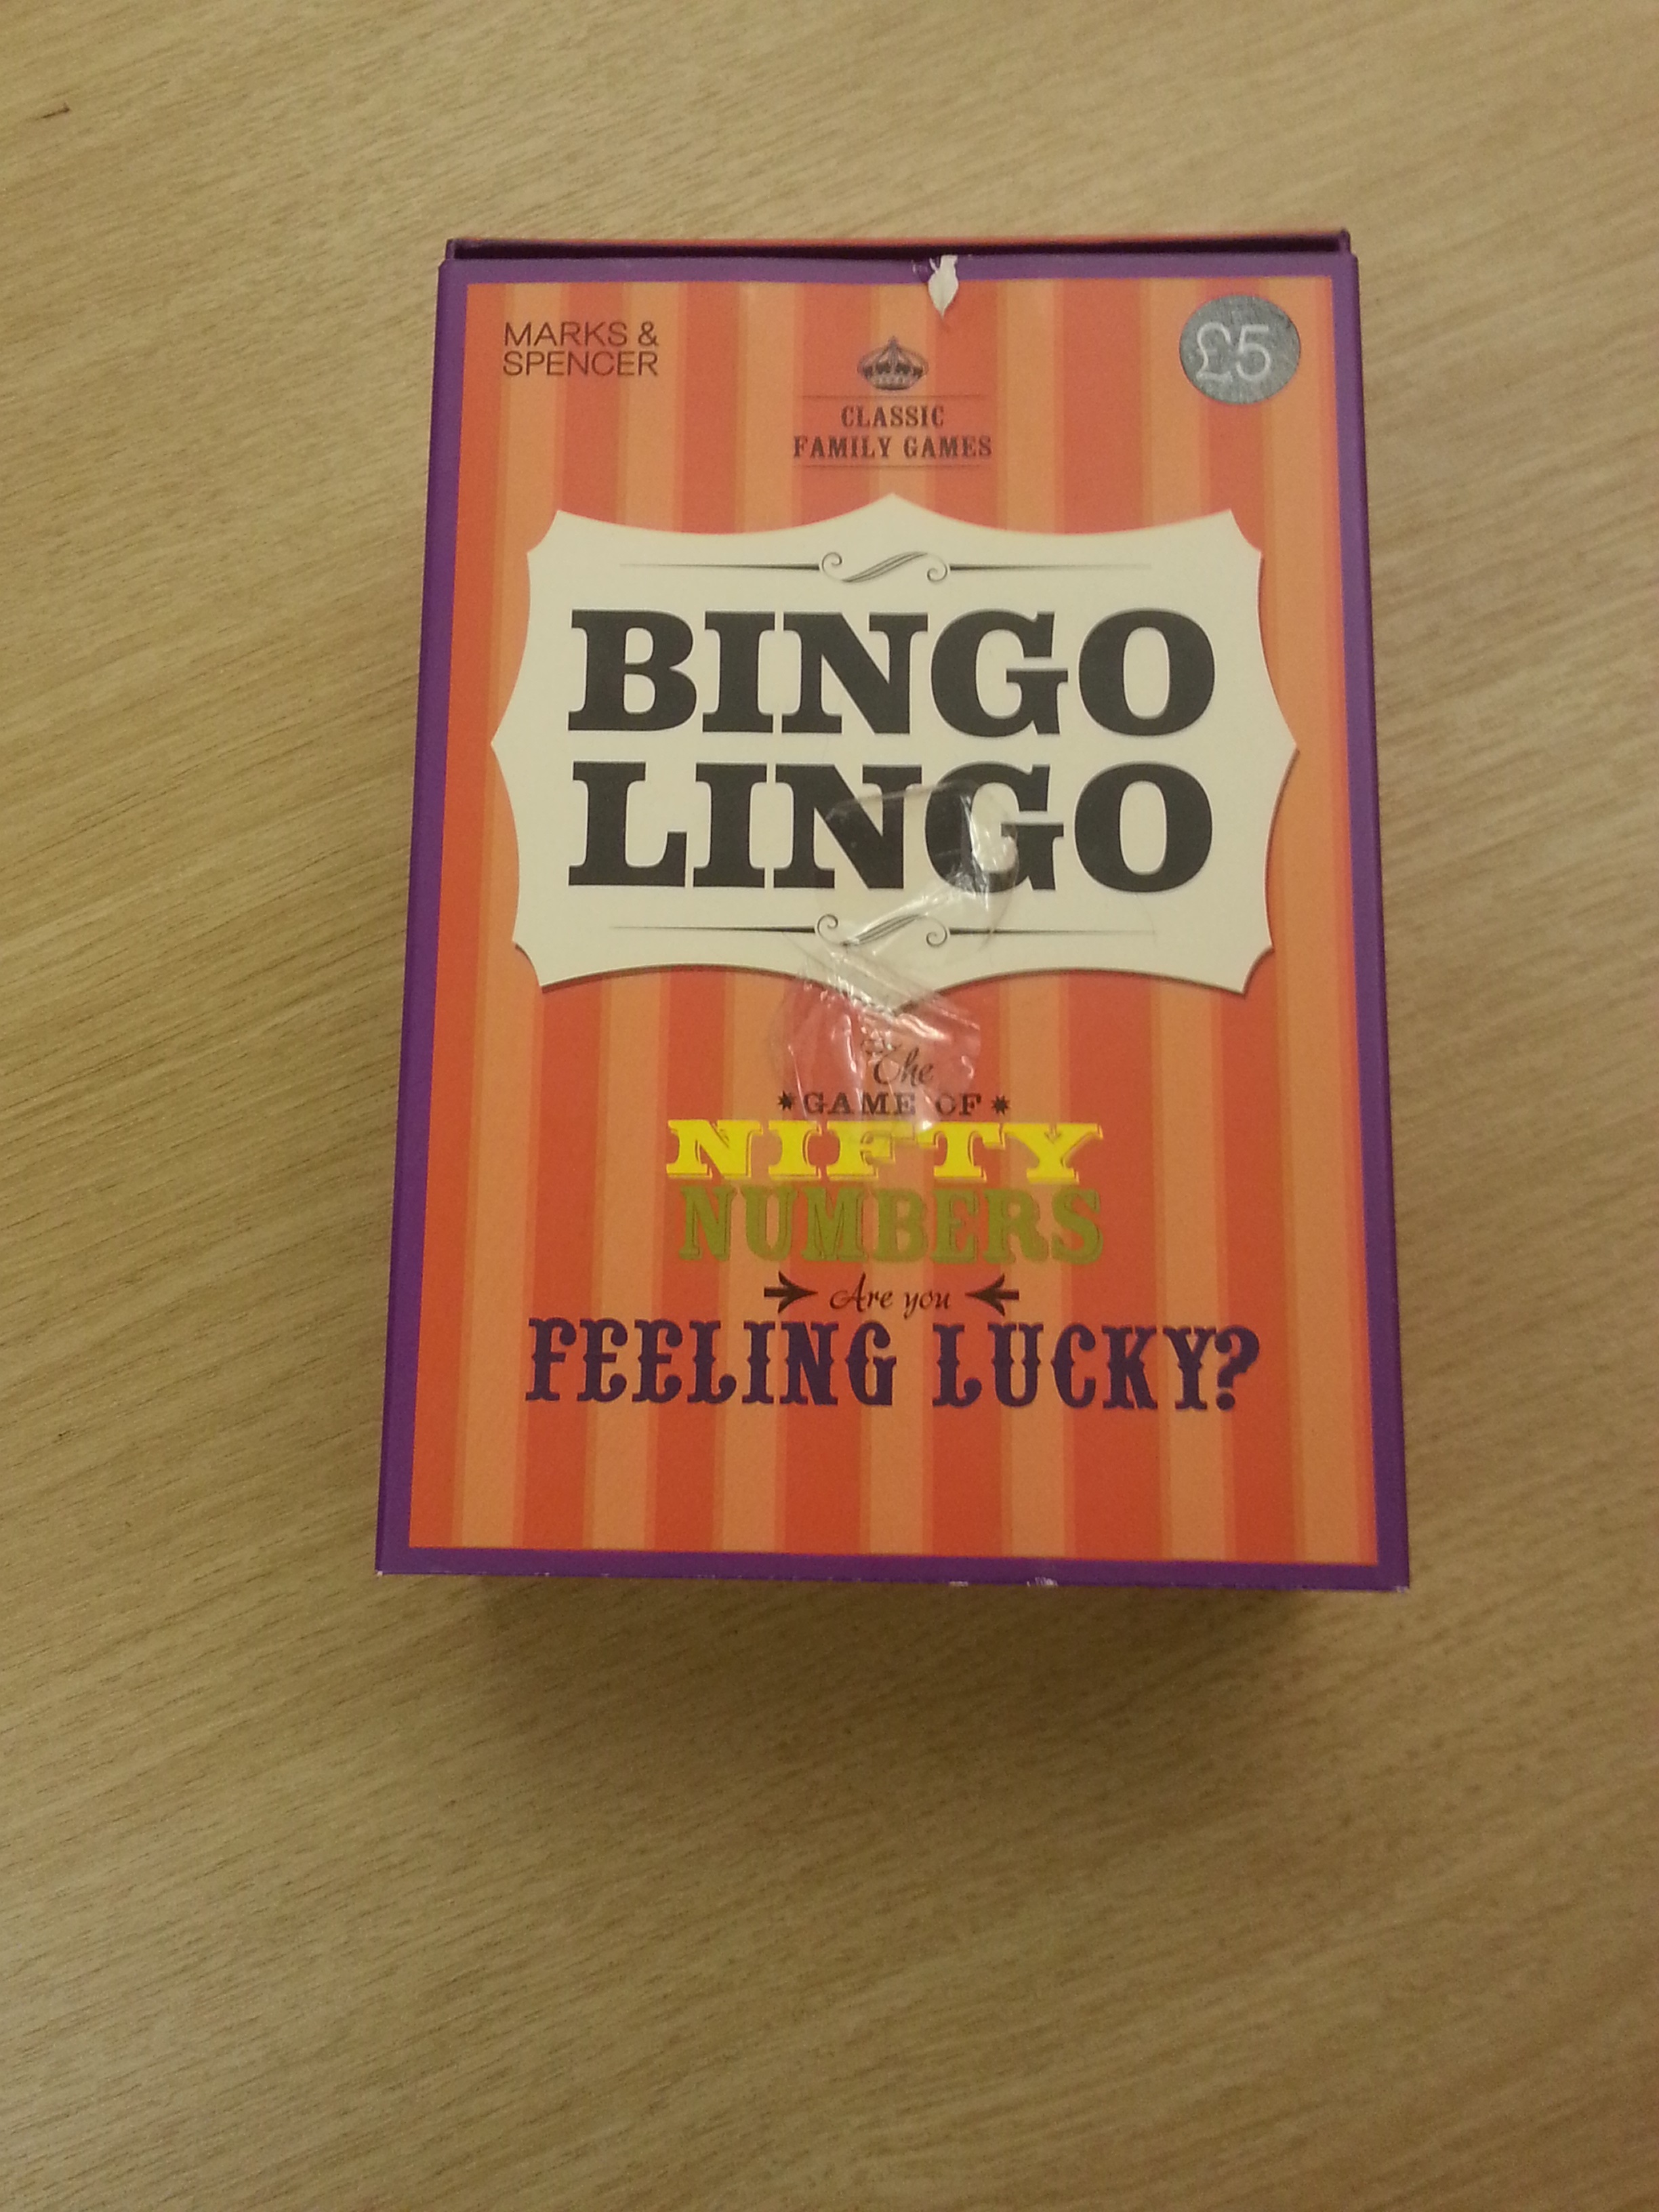 MARKS &
SPENCER
£5
CLASSIC
FAMILY GAMES
BINGO
LINGO
The
GAME OF
NIFTY
NUMBERS
Are you
FEELING LUCKY?